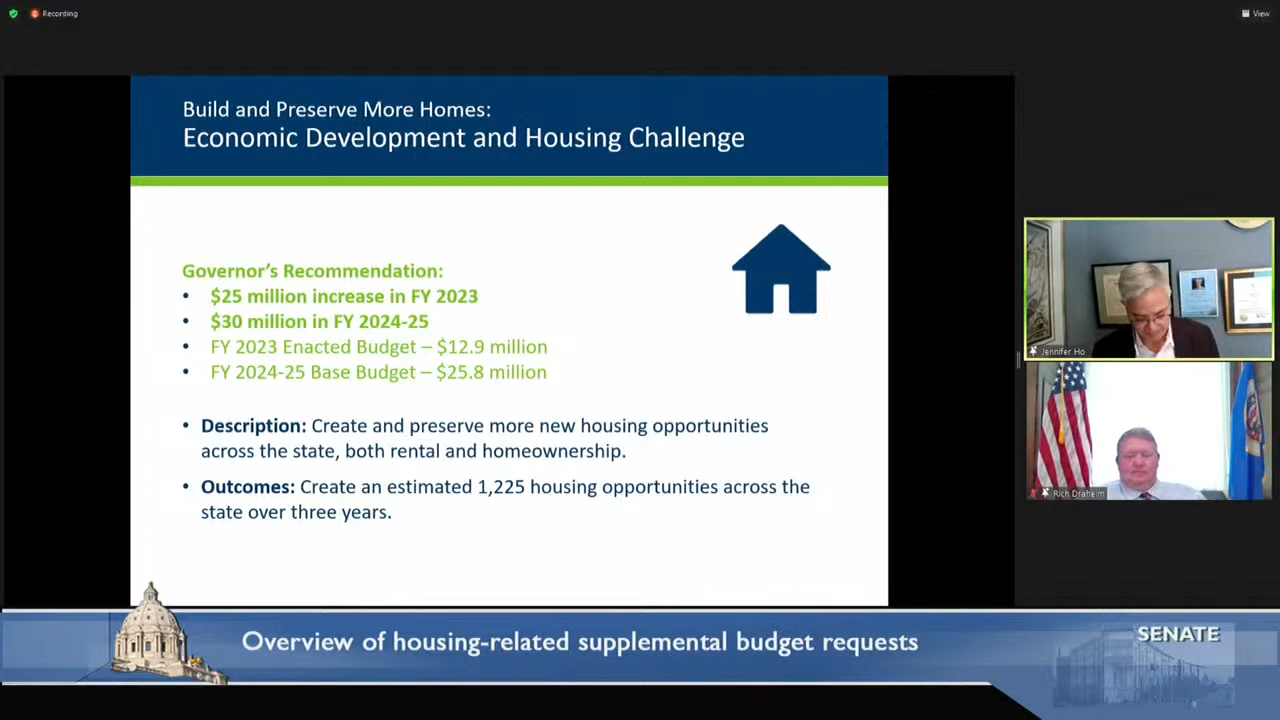 Recording
View
Build and Preserve More Homes:
Economic Development and Housing Challenge
Governor's Recommendation:
• $25 million increase in FY 2023
• $30 million in FY 2024-25
• FY 2023 Enacted Budget – $12.9 million
• FY 2024-25 Base Budget – $25.8 million
• Description: Create and preserve more new housing opportunities
across the state, both rental and homeownership.
• Outcomes: Create an estimated 1,225 housing opportunities across the
state over three years.
Jennifer Ho
Rich Draheim
Overview of housing-related supplemental budget requests
SENATE